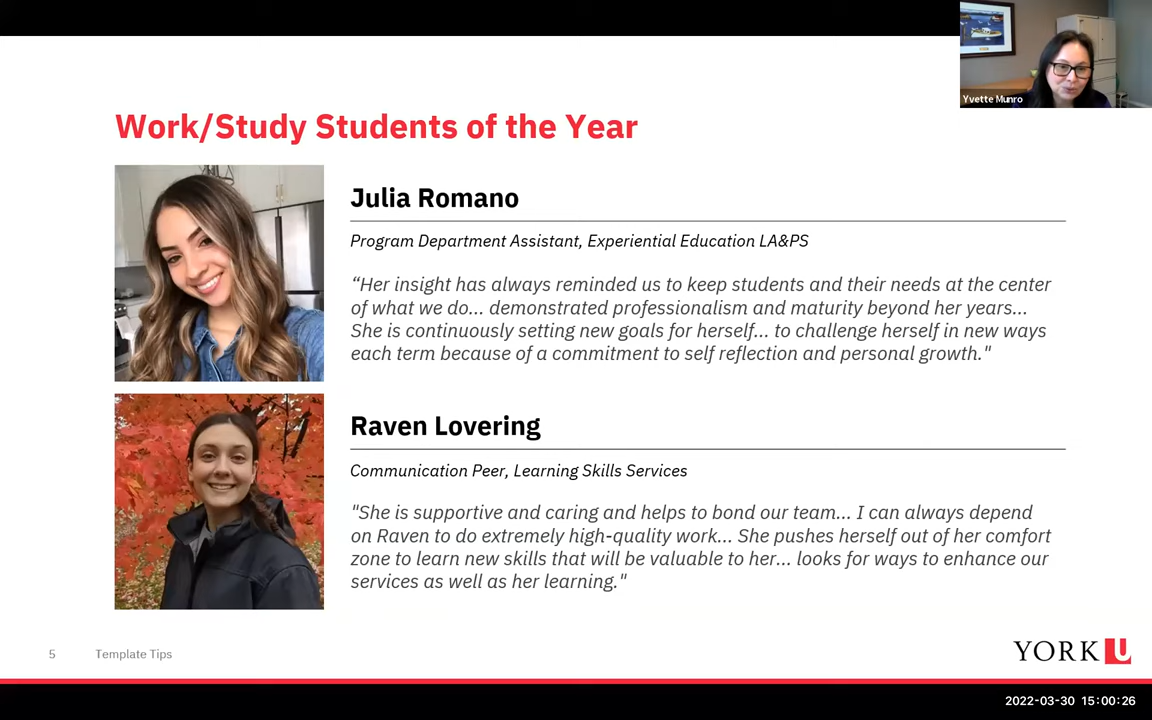 Yvette Munro
Work/Study Students of the Year
Julia Romano
Program Department Assistant, Experiential Education LA&PS
“Her insight has always reminded us to keep students and their needs at the center
of what we do... demonstrated professionalism and maturity beyond her years...
She is continuously setting new goals for herself... to challenge herself in new ways
each term because of a commitment to self reflection and personal growth."
Raven Lovering
Communication Peer, Learning Skills Services
"She is supportive and caring and helps to bond our team... I can always depend
on Raven to do extremely high-quality work... She pushes herself out of her comfort
zone to learn new skills that will be valuable to her... looks for ways to enhance our
services as well as her learning."
5 Template Tips
YORK U
2022-03-30 15:00:26